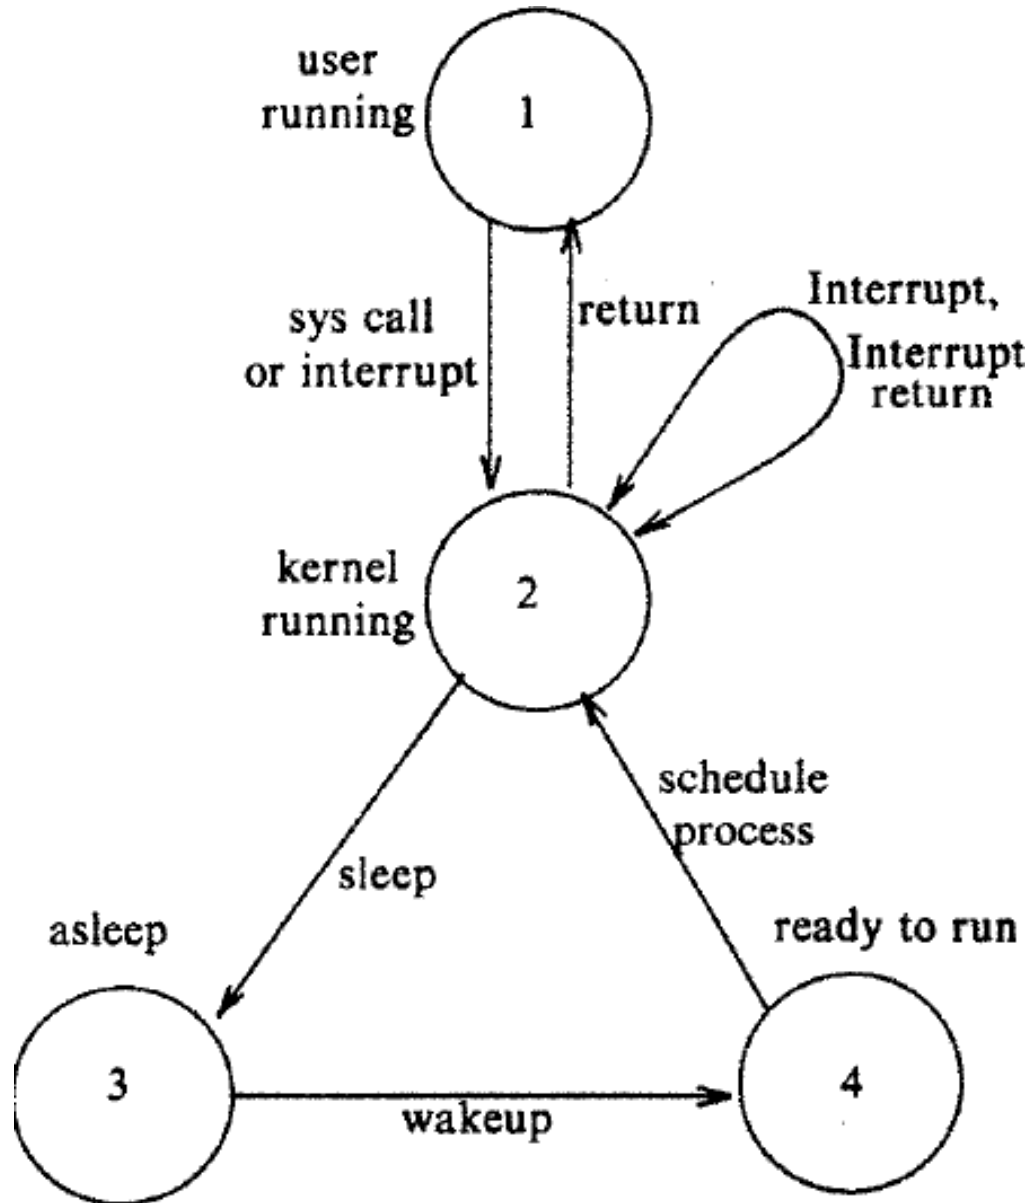 user
running
1
sys call
or interrupt
return
Interrupt,
Interrupt
return
kernel
running
2
schedule
process
sleep
asleep
ready to run
3
4
wakeup